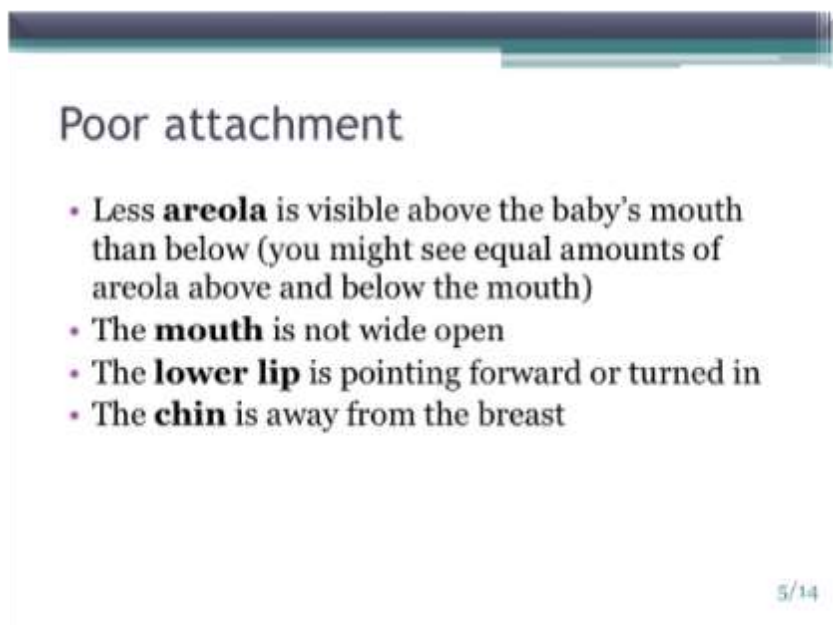 Poor attachment
• Less areola is visible above the baby's mouth
than below (you might see equal amounts of
areola above and below the mouth)
• The mouth is not wide open
• The lower lip is pointing forward or turned in
• The chin is away from the breast
5/14